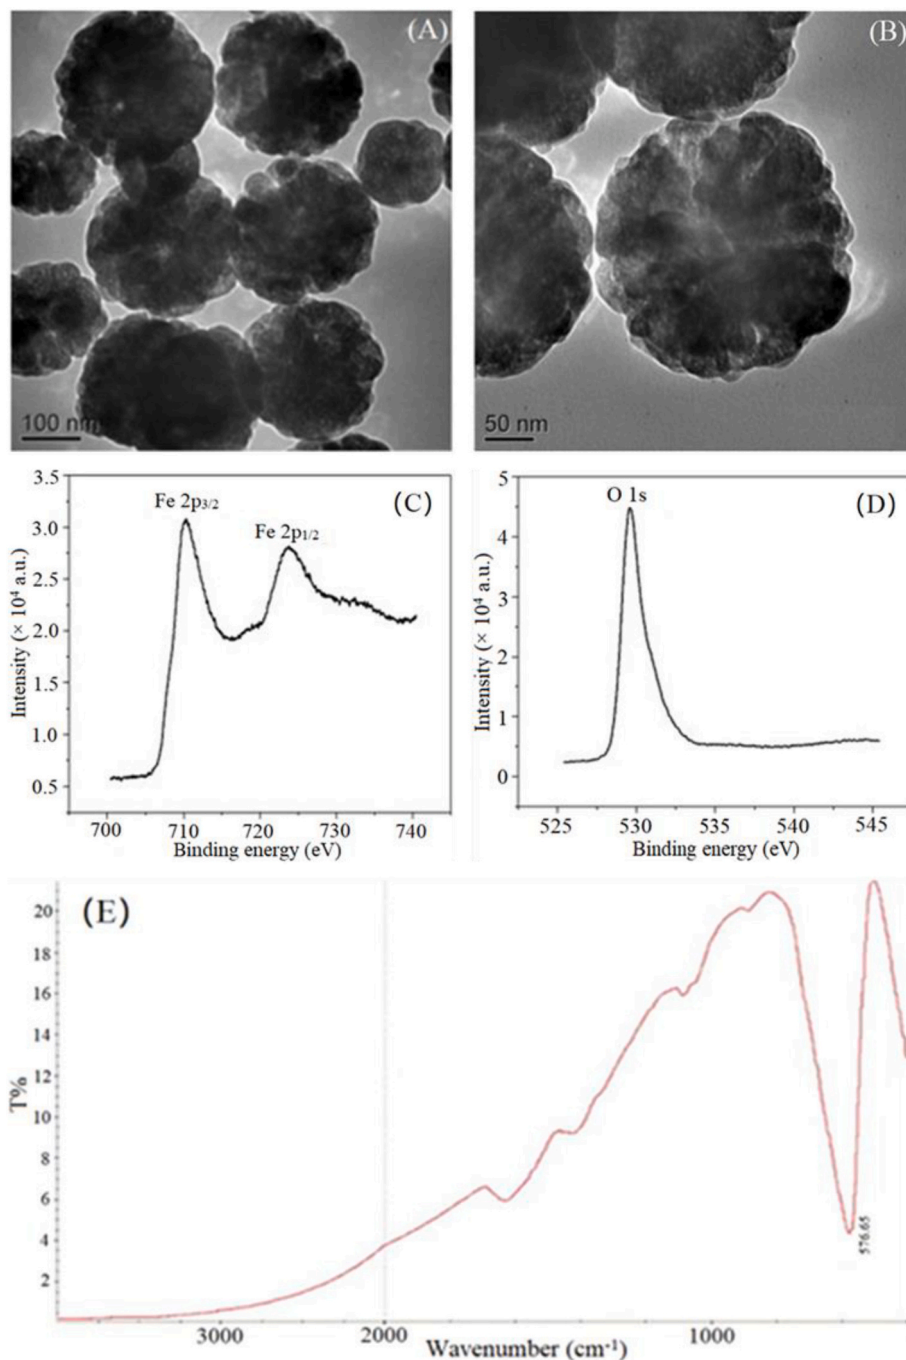 (A)
100 nm
(B)
50 nm
(C)
Fe 2p3/2
Fe 2p1/2
Intensity (× 10⁴ a.u.)
3.5
3.0
2.5
2.0
1.5
1.0
0.5
700 710 720 730 740
Binding energy (eV)
(D)
O 1s
Intensity (× 10⁴ a.u.)
5
4
3
2
1
0
525 530 535 540 545
Binding energy (eV)
(E)
T%
20
18
16
14
12
10
8
6
4
2
576.65
3000 2000 1000
Wavenumber (cm⁻¹)